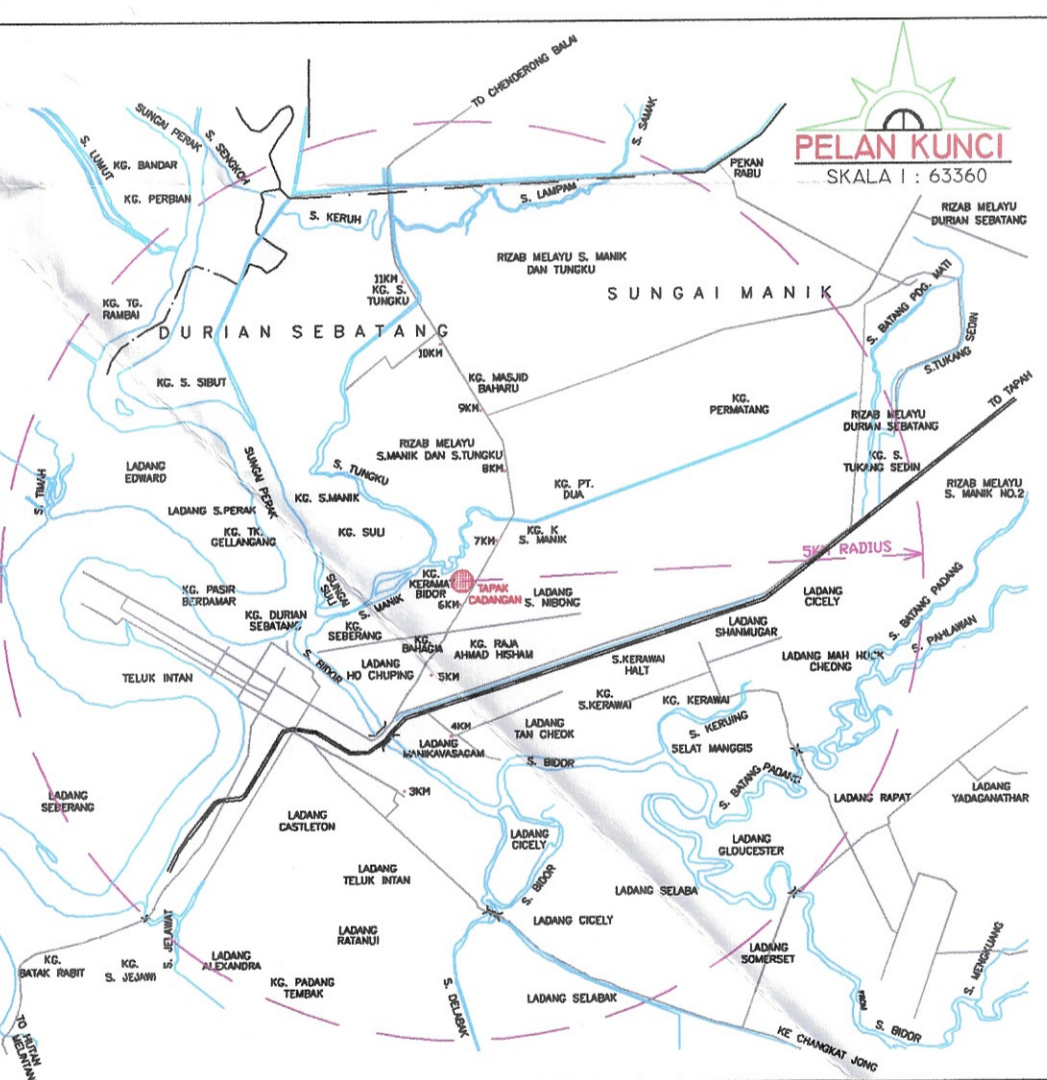 TO CHENDERONG BALAI
PELAN KUNCI
SKALA 1 : 63360
SUNGAI PERAK
S. SENGKOH
S. LUMUT
KG. BANDAR
KG. PERBIAN
S. SAMAK
PEKAN
RABU
S. KERUH
S. LAMPAM
RIZAB MELAYU
DURIAN SEBATANG
RIZAB MELAYU S. MANIK
DAN TUNGKU
11KM
KG. S.
TUNGKU
SUNGAI MANIK
S. BATANG PDG. MATI
KG. TG.
RAMBAI
DURIAN SEBATANG
10KM
S.TUKANG SEDIN
KG. S. SIBUT
KG. MASJID
BAHARU
9KM
KG.
PERMATANG
TO TAPAH
RIZAB MELAYU
DURIAN SEBATANG
RIZAB MELAYU
S.MANIK DAN S.TUNGKU
8KM
KG. S.
TUKANG SEDIN
S. TIMAH
LADANG
EDWARD
SUNGAI PERAK
S. TUNGKU
KG. PT.
DUA
RIZAB MELAYU
S. MANIK NO.2
LADANG S.PERAK
KG. S.MANIK
KG. TK.
GELLANGANG
KG. SULI
7KM
KG. K
S. MANIK
5KM RADIUS
KG. PASIR
BERDAMAR
SUNGAI
SULI
S. MANIK
KG.
KERAMA
BIDOR
6KM
TAPAK
CADANGAN
LADANG
S. NIBONG
LADANG
CICELY
S. BATANG PADANG
S. PAHLAWAN
KG. DURIAN
SEBATANG
KG.
SEBERANG
KG.
BAHAGIA
KG. RAJA
AHMAD HISHAM
LADANG
SHANMUGAR
S. BIDOR
LADANG
HO CHUPING
5KM
S.KERAWAI
HALT
LADANG MAH HOCK
CHEONG
TELUK INTAN
KG.
S.KERAWAI
KG. KERAWAI
4KM
LADANG
TAN CHEOK
S. KERUING
LADANG
MANIKAVASAGAM
SELAT MANGGIS
S. BIDOR
S. BATANG PADANG
3KM
LADANG
SEBERANG
LADANG RAPAT
LADANG
YADAGANATHAR
LADANG
CASTLETON
LADANG
CICELY
LADANG
GLOUCESTER
LADANG
TELUK INTAN
S. BIDOR
LADANG SELABA
LADANG CICELY
LADANG
RATANUI
S. JELAWAT
LADANG
ALEXANDRA
LADANG
SOMERSET
S. MENGKUANG
KG.
BATAK RABIT
KG.
S. JEJAWI
KG. PADANG
TEMBAK
S. DELABAK
LADANG SELABAK
FROM
S. BIDOR
TO HUTAN
MELINTANG
KE CHANGKAT JONG